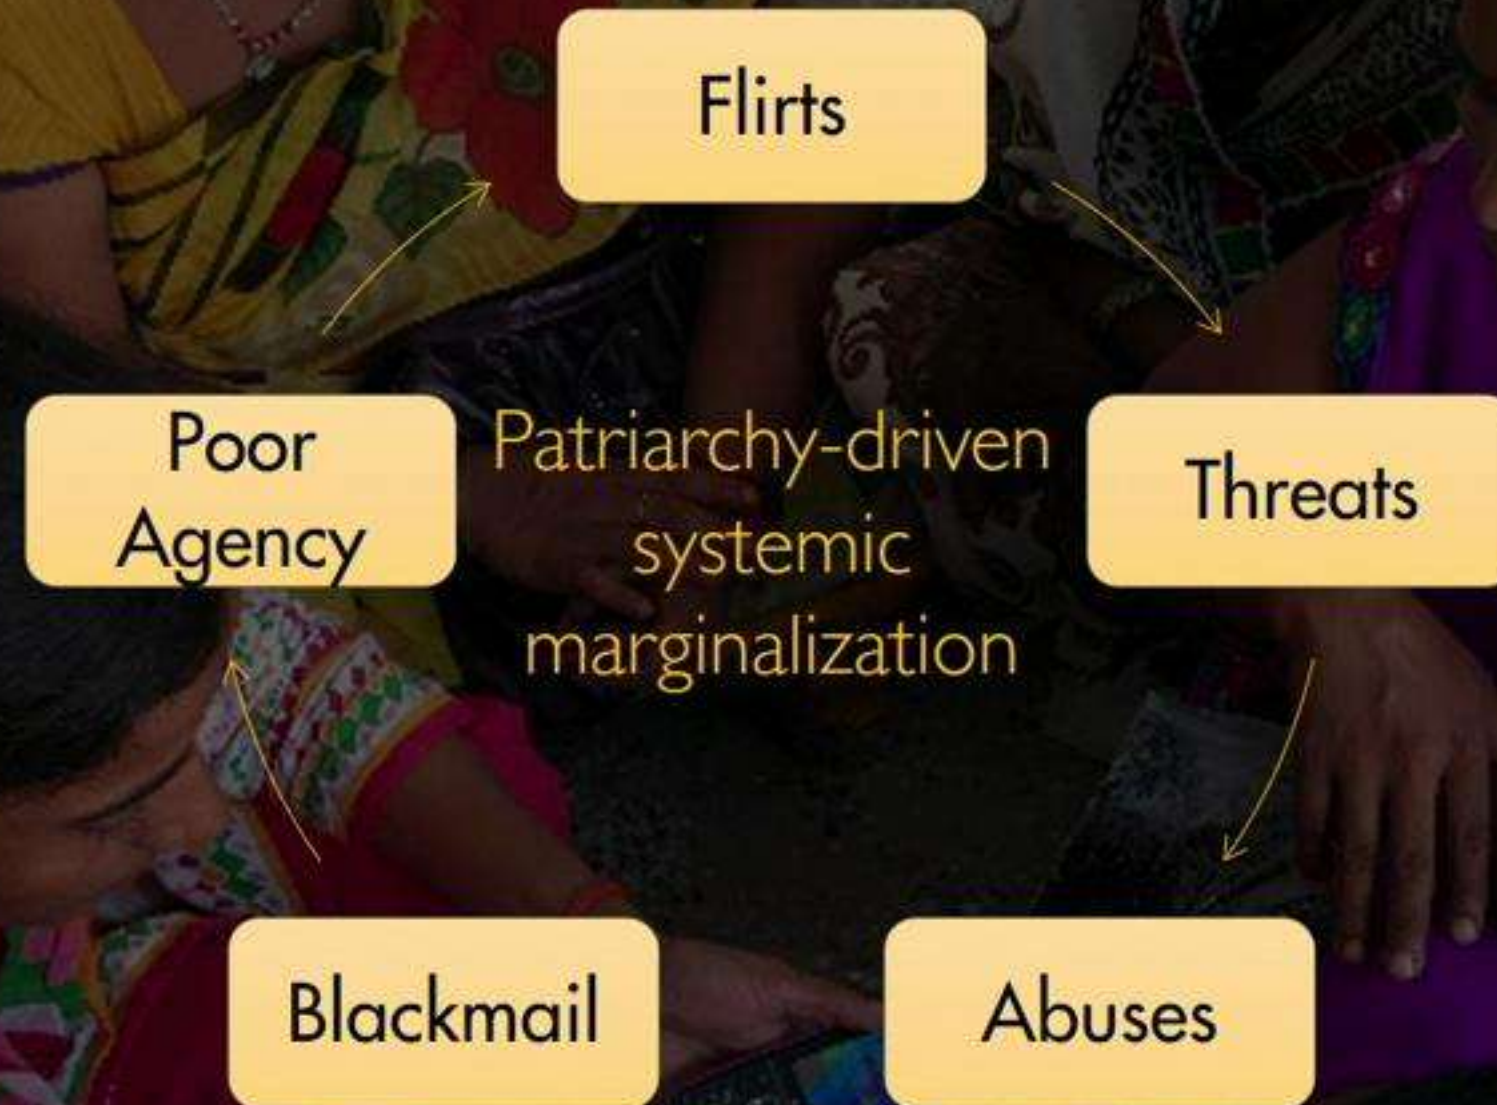 Flirts
Poor
Agency
Patriarchy-driven
systemic
marginalization
Threats
Blackmail
Abuses